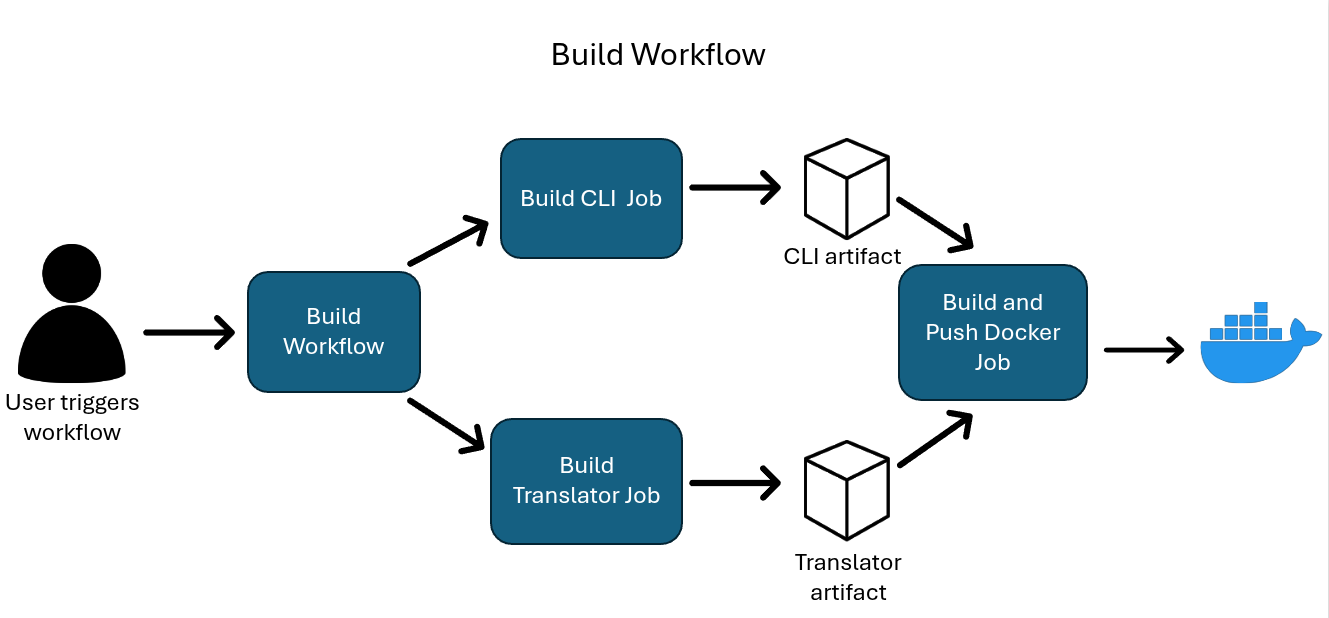 Build Workflow
User triggers
workflow
Build
Workflow
Build CLI  Job
CLI artifact
Build
Translator Job
Translator
artifact
Build and
Push Docker
Job